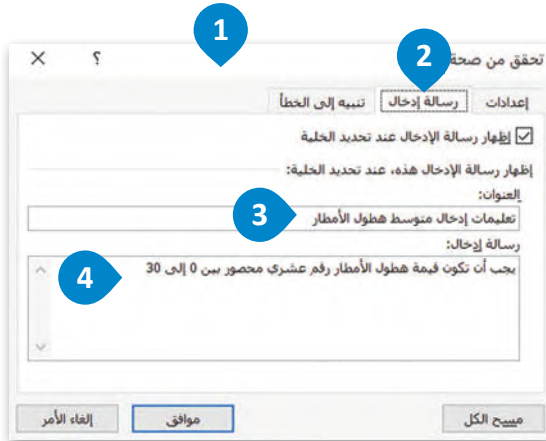 1
2
تحقق من صحة
؟
×
إعدادات
رسالة إدخال
تنبيه إلى الخطأ
إظهار رسالة الإدخال عند تحديد الخلية
إظهار رسالة الإدخال هذه، عند تحديد الخلية:
العنوان:
3
تعليمات إدخال متوسط هطول الأمطار
رسالة إدخال:
4
يجب أن تكون قيمة هطول الأمطار رقم عشري محصور بين 0 إلى 30
مسح الكل
موافق
إلغاء الأمر